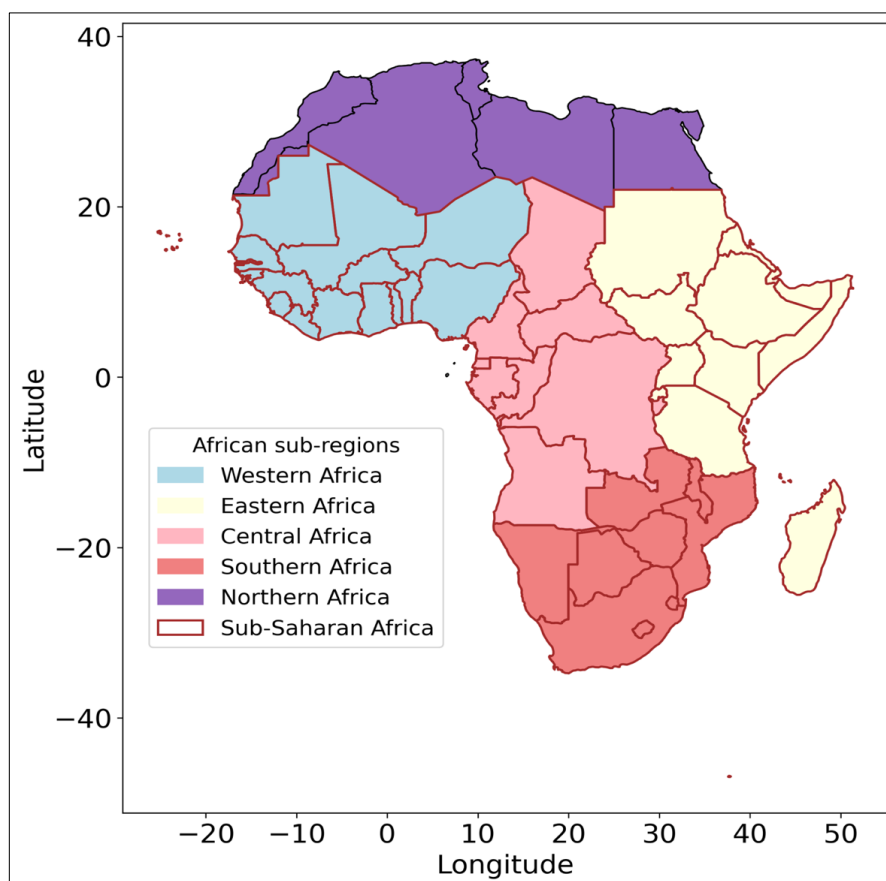 40
20
0
−20
−40
Latitude
African sub-regions
Western Africa
Eastern Africa
Central Africa
Southern Africa
Northern Africa
Sub-Saharan Africa
−20 −10 0 10 20 30 40 50
Longitude